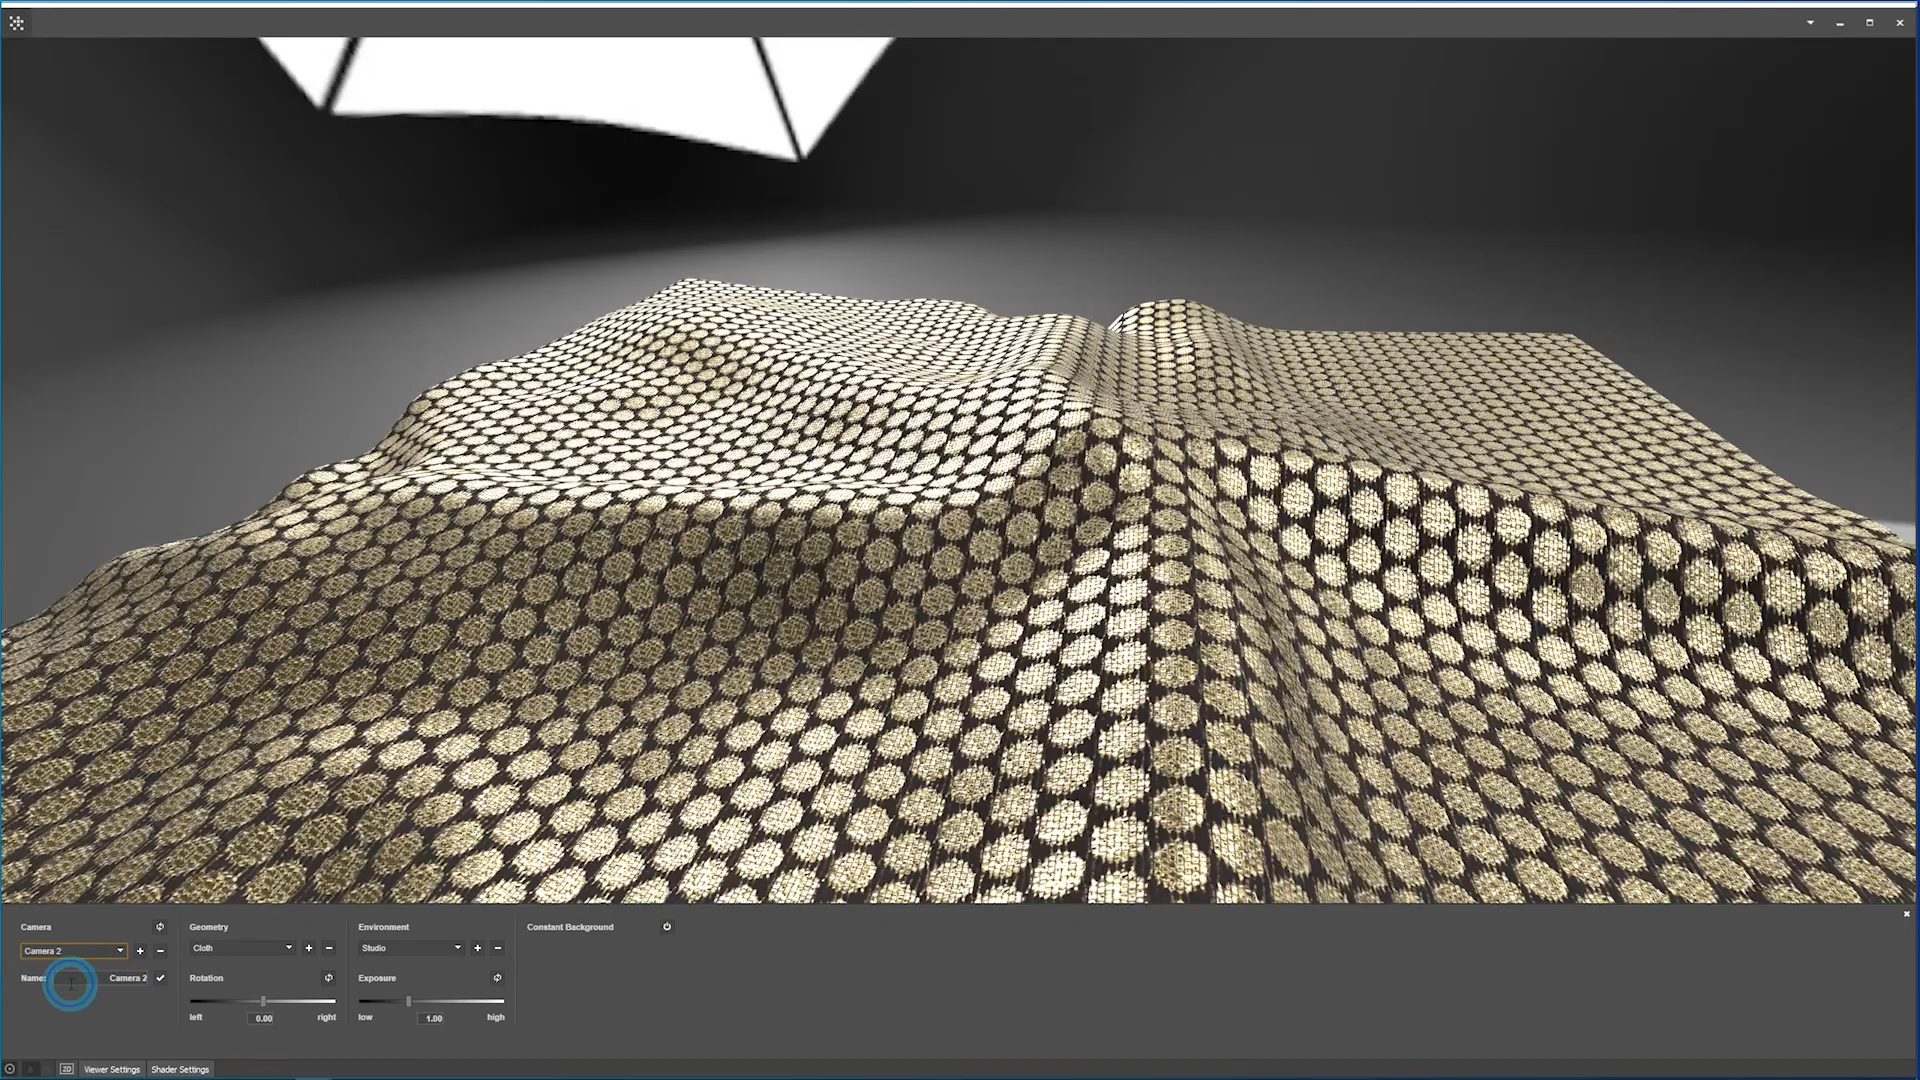 Camera
Geometry
Environment
Constant Background
Camera 2
Cloth
Studio
Name:
Camera 2
Rotation
Exposure
left
0.00
right
low
1.00
high
2D
Viewer Settings
Shader Settings